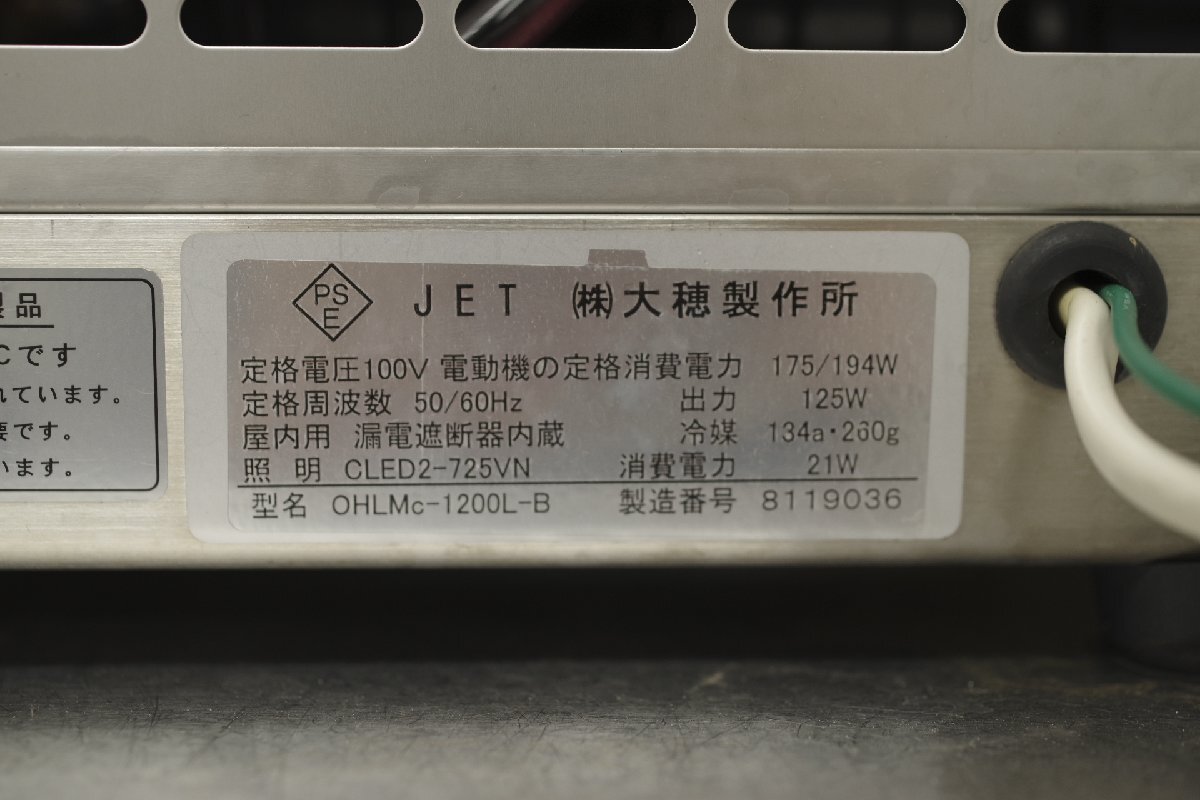 製品
Cです
れています。
要です。
います。
PSE JET ㈱大穂製作所
定格電圧100V 電動機の定格消費電力 175/194W
定格周波数 50/60Hz 出力 125W
屋内用 漏電遮断器内蔵 冷媒 134a・260g
照 明 CLED2-725VN 消費電力 21W
型名 OHLMc-1200L-B 製造番号 8119036